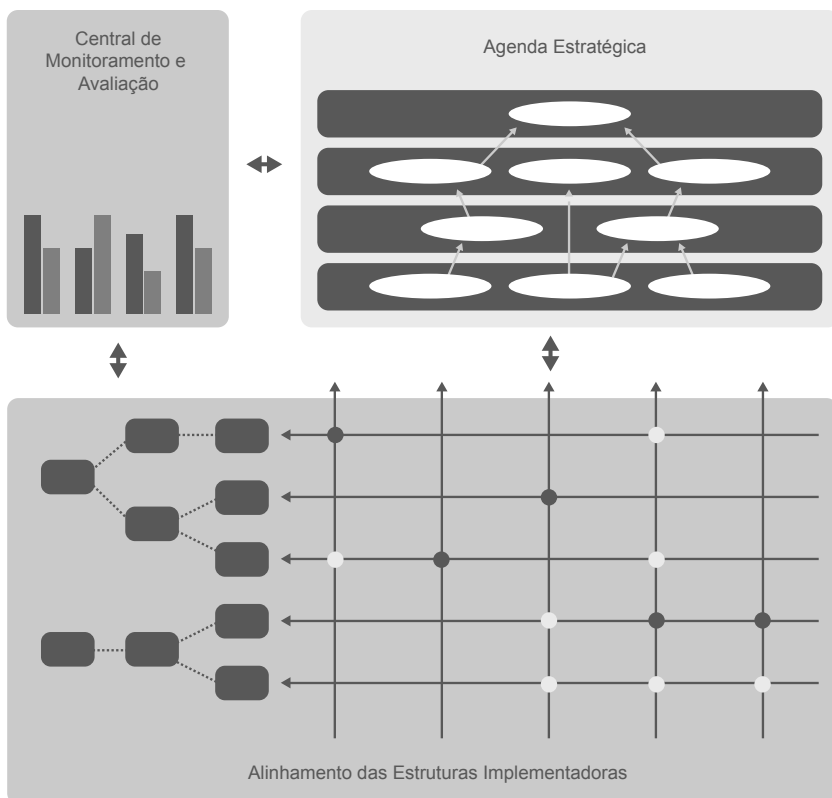 Central de
Monitoramento e
Avaliação
Agenda Estratégica
Alinhamento das Estruturas Implementadoras